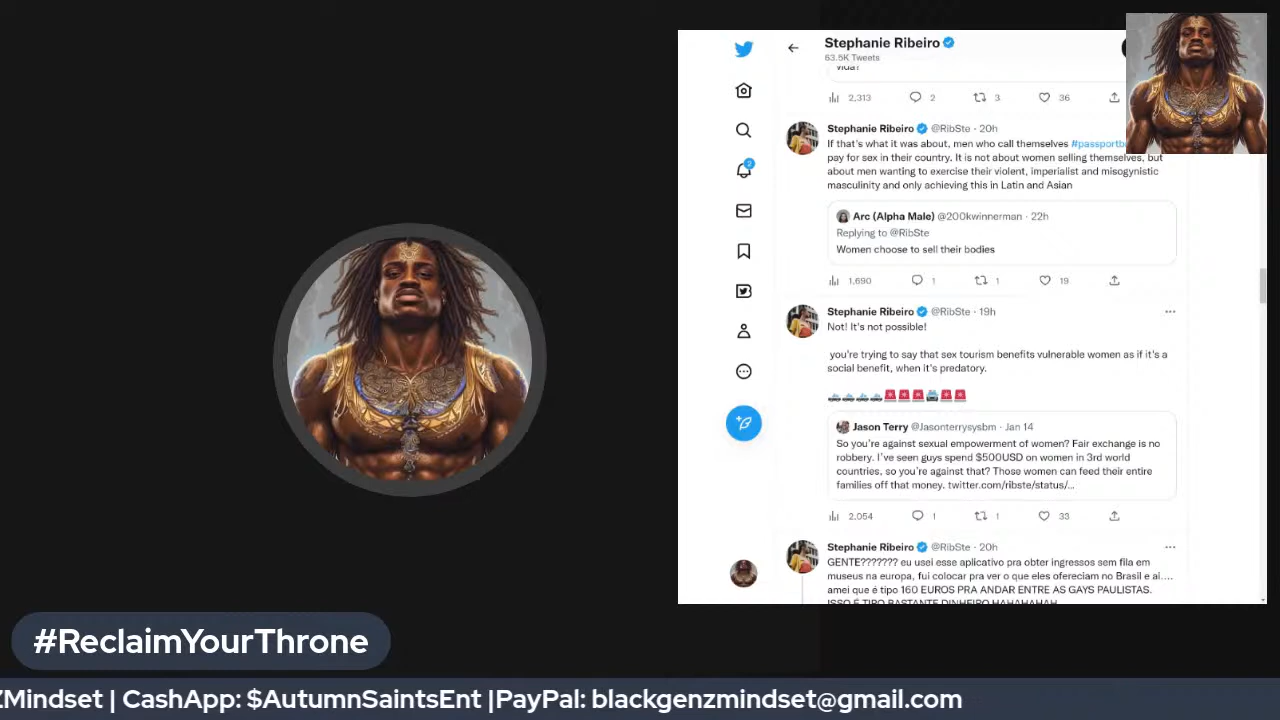 Stephanie Ribeiro
63.5K Tweets
vida?
2,313 2 3 36
Stephanie Ribeiro @RibSte · 20h
If that's what it was about, men who call themselves
pay for sex in their country. It is not about women selling themselves, but
about men wanting to exercise their violent, imperialist and misogynistic
masculinity and only achieving this in Latin and Asian
Arc (Alpha Male) @200kwinnerman · 22h
Replying to @RibSte
Women choose to sell their bodies
1,690 1 1 19
2
Stephanie Ribeiro @RibSte · 19h
Not! It's not possible!
you're trying to say that sex tourism benefits vulnerable women as if it's a
social benefit, when it's predatory.
Jason Terry @Jasonterrysysbm · Jan 14
So you're against sexual empowerment of women? Fair exchange is no
robbery. I've seen guys spend $500USD on women in 3rd world
countries, so you're against that? Those women can feed their entire
families off that money. twitter.com/ribste/status/...
2,054 1 1 33
Stephanie Ribeiro @RibSte · 20h
GENTE??????? eu usei esse aplicativo pra obter ingressos sem fila em
museus na europa, fui colocar pra ver o que eles ofereciam no Brasil e ai....
amei que é tipo 160 EUROS PRA ANDAR ENTRE AS GAYS PAULISTAS.
ISSO É TIPO BASTANTE DINHEIRO HAHAHAHAH
#ReclaimYourThrone
ZMindset | CashApp: $AutumnSaintsEnt |PayPal: blackgenzmindset@gmail.com